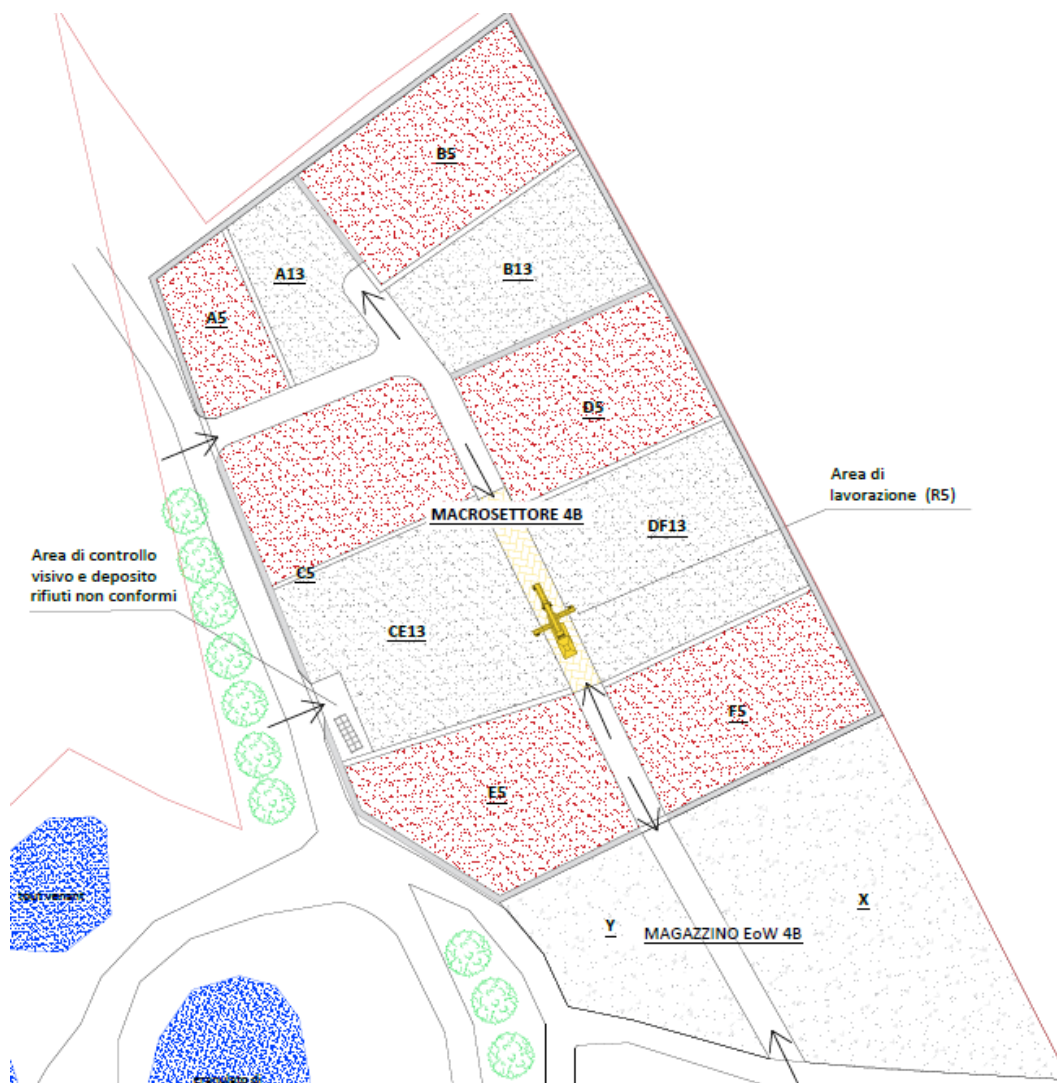 B5
A13
B13
A5
D5
Area di
lavorazione (R5)
MACROSETTORE 4B
DF13
Area di controllo
visivo e deposito
rifiuti non conformi
C5
CE13
F5
E5
X
Y
MAGAZZINO EoW 4B